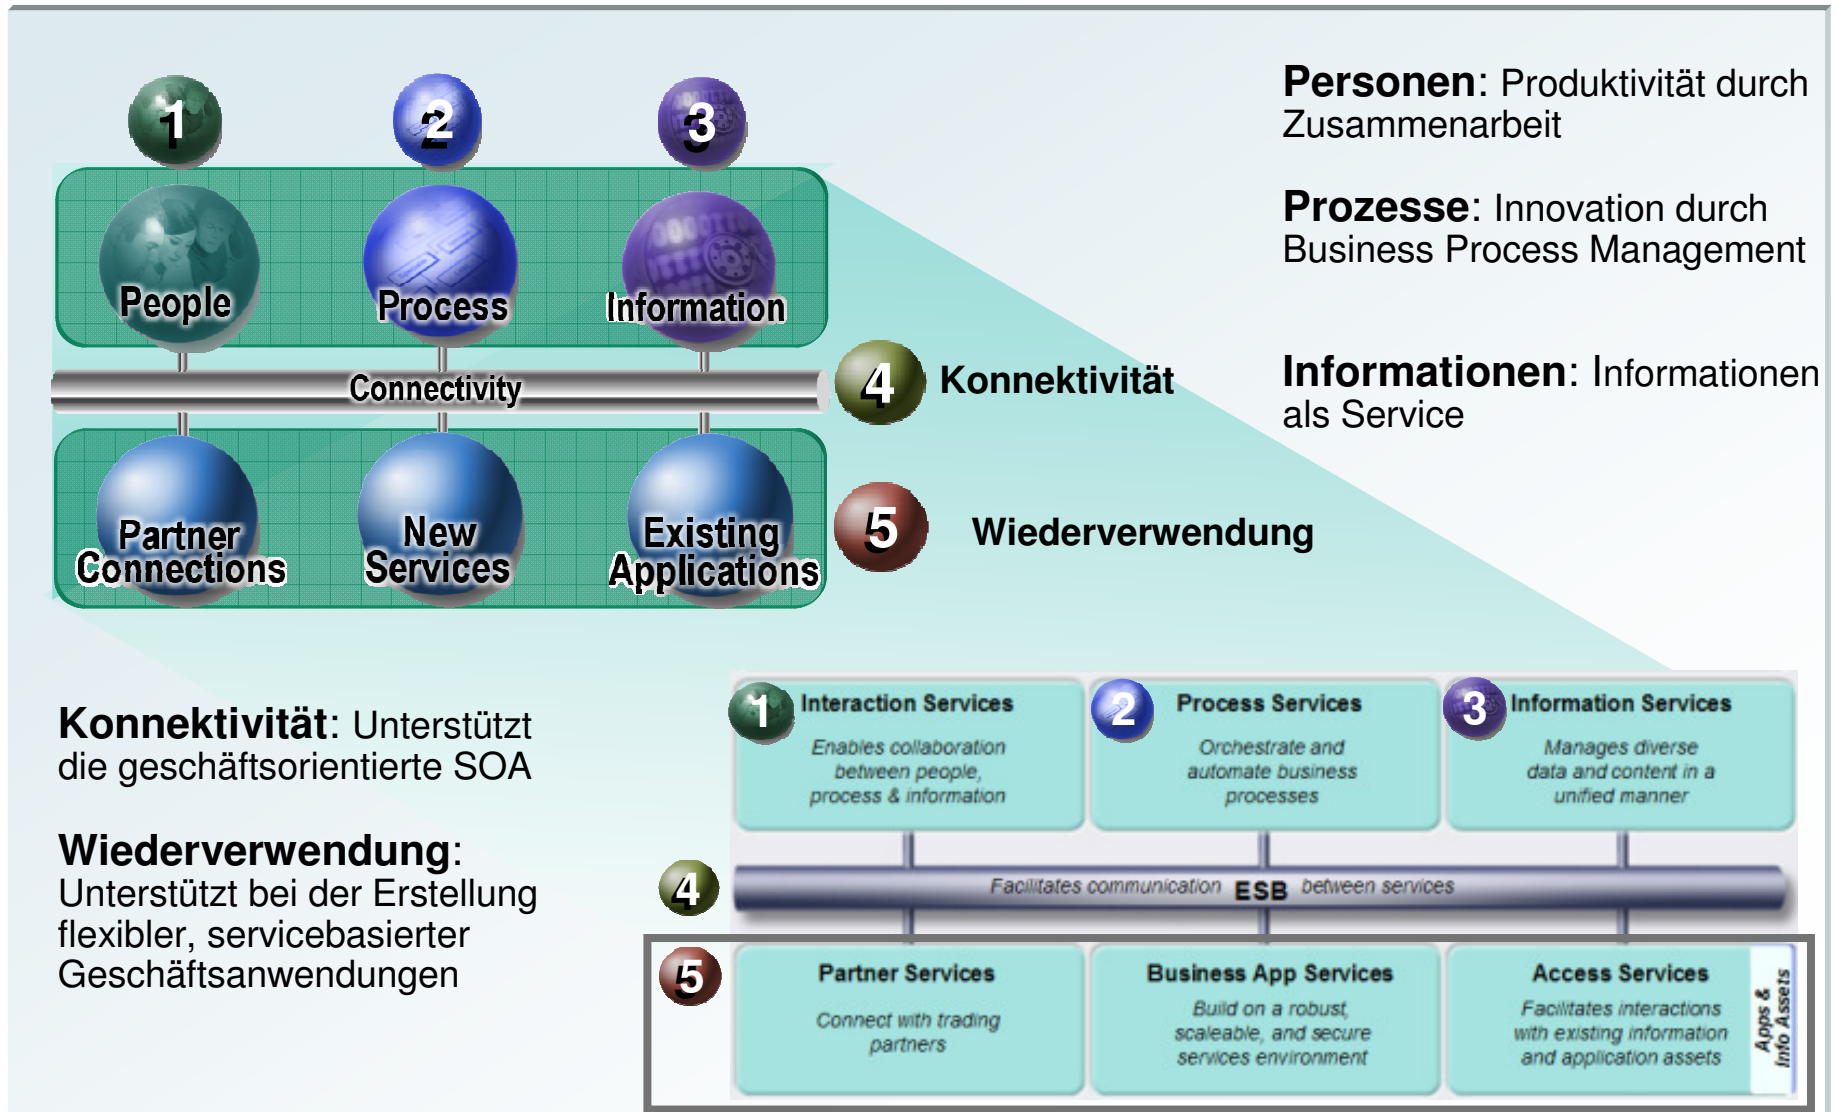 1
2
3
People
Process
Information
Connectivity
4
Konnektivität
Partner
Connections
New
Services
Existing
Applications
5
Wiederverwendung
Personen: Produktivität durch
Zusammenarbeit
Prozesse: Innovation durch
Business Process Management
Informationen: Informationen
als Service
Konnektivität: Unterstützt
die geschäftsorientierte SOA
Wiederverwendung:
Unterstützt bei der Erstellung
flexibler, servicebasierter
Geschäftsanwendungen
1
Interaction Services
Enables collaboration
between people,
process & information
2
Process Services
Orchestrate and
automate business
processes
3
Information Services
Manages diverse
data and content in a
unified manner
4
Facilitates communication ESB between services
5
Partner Services
Connect with trading
partners
Business App Services
Build on a robust,
scaleable, and secure
services environment
Access Services
Facilitates interactions
with existing information
and application assets
Apps &
Info Assets